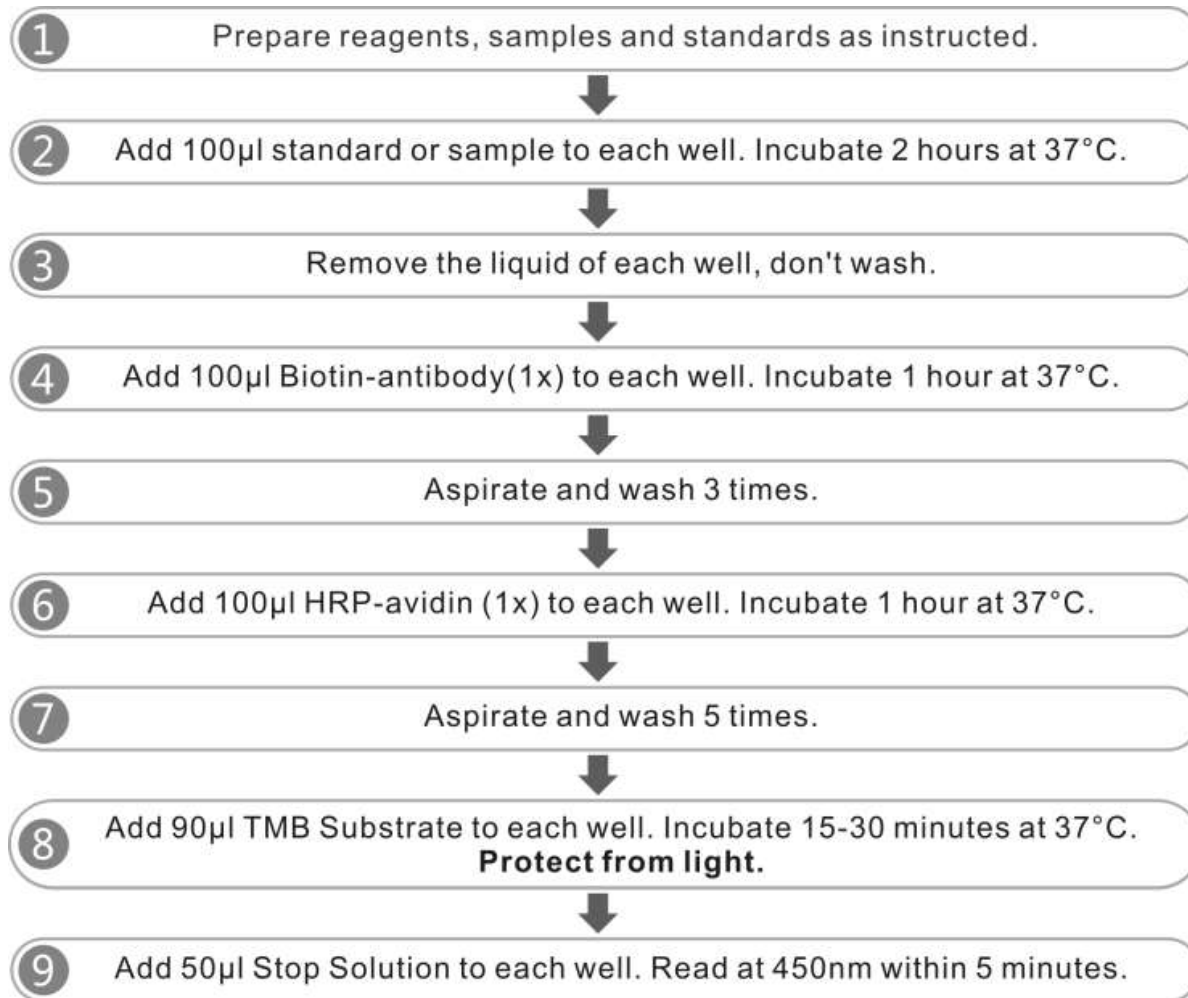 1 Prepare reagents, samples and standards as instructed.
2 Add 100µl standard or sample to each well. Incubate 2 hours at 37°C.
3 Remove the liquid of each well, don't wash.
4 Add 100µl Biotin-antibody(1x) to each well. Incubate 1 hour at 37°C.
5 Aspirate and wash 3 times.
6 Add 100µl HRP-avidin (1x) to each well. Incubate 1 hour at 37°C.
7 Aspirate and wash 5 times.
8 Add 90µl TMB Substrate to each well. Incubate 15-30 minutes at 37°C.
Protect from light.
9 Add 50µl Stop Solution to each well. Read at 450nm within 5 minutes.